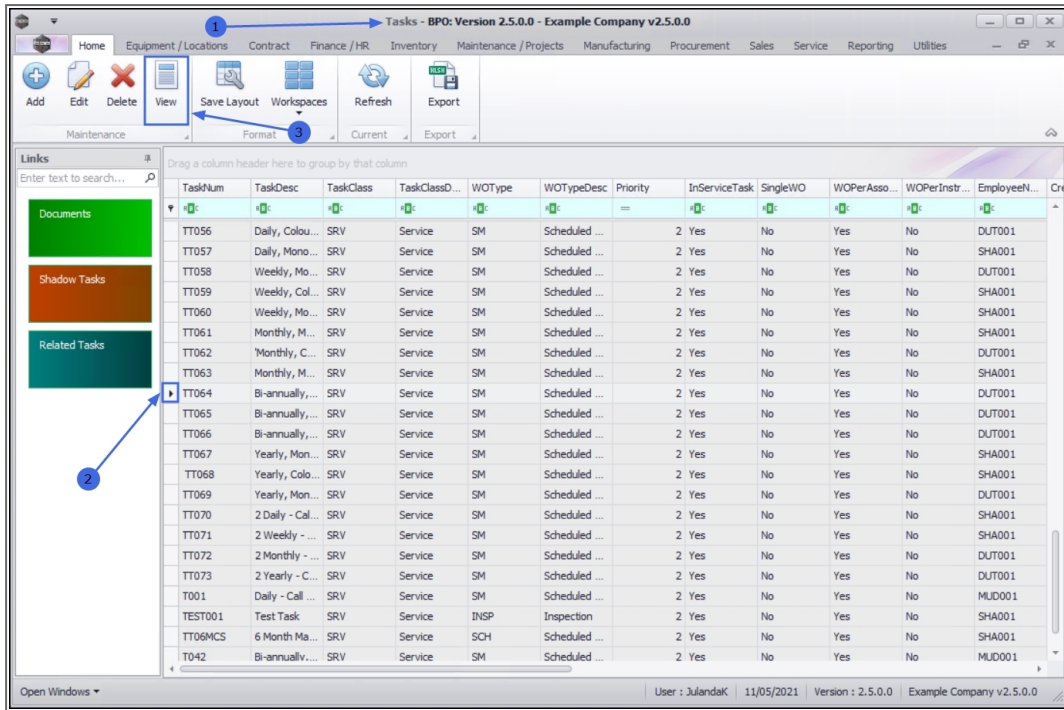 1
Tasks - BPO: Version 2.5.0.0 - Example Company v2.5.0.0
Home Equipment / Locations Contract Finance / HR Inventory Maintenance / Projects Manufacturing Procurement Sales Service Reporting Utilities
Add Edit Delete View Save Layout Workspaces Refresh Export
Maintenance Format 3 Current Export
Links
Enter text to search...
Documents
Shadow Tasks
Related Tasks
2
Drag a column header here to group by that column
TaskNum TaskDesc TaskClass TaskClassD... WOType WOTypeDesc Priority InServiceTask SingleWO WOPerAsso... WOPerInstr... EmployeeN... Cre
=
TT056 Daily, Colou... SRV Service SM Scheduled ... 2 Yes No Yes No DUT001
TT057 Daily, Mono... SRV Service SM Scheduled ... 2 Yes No Yes No SHA001
TT058 Weekly, Mo... SRV Service SM Scheduled ... 2 Yes No Yes No DUT001
TT059 Weekly, Col... SRV Service SM Scheduled ... 2 Yes No Yes No SHA001
TT060 Weekly, Mo... SRV Service SM Scheduled ... 2 Yes No Yes No SHA001
TT061 Monthly, M... SRV Service SM Scheduled ... 2 Yes No Yes No SHA001
TT062 'Monthly, C... SRV Service SM Scheduled ... 2 Yes No Yes No DUT001
TT063 Monthly, M... SRV Service SM Scheduled ... 2 Yes No Yes No SHA001
TT064 Bi-annually,... SRV Service SM Scheduled ... 2 Yes No Yes No DUT001
TT065 Bi-annually,... SRV Service SM Scheduled ... 2 Yes No Yes No DUT001
TT066 Bi-annually,... SRV Service SM Scheduled ... 2 Yes No Yes No DUT001
TT067 Yearly, Mon... SRV Service SM Scheduled ... 2 Yes No Yes No SHA001
TT068 Yearly, Colo... SRV Service SM Scheduled ... 2 Yes No Yes No SHA001
TT069 Yearly, Mon... SRV Service SM Scheduled ... 2 Yes No Yes No DUT001
TT070 2 Daily - Cal... SRV Service SM Scheduled ... 2 Yes No Yes No SHA001
TT071 2 Weekly - ... SRV Service SM Scheduled ... 2 Yes No Yes No SHA001
TT072 2 Monthly - ... SRV Service SM Scheduled ... 2 Yes No Yes No DUT001
TT073 2 Yearly - C... SRV Service SM Scheduled ... 2 Yes No Yes No DUT001
T001 Daily - Call ... SRV Service SM Scheduled ... 2 Yes No Yes No MUD001
TEST001 Test Task SRV Service INSP Inspection 2 Yes No Yes No SHA001
TT06MCS 6 Month Ma... SRV Service SCH Scheduled ... 2 Yes No Yes No SHA001
T042 Bi-annually,... SRV Service SM Scheduled ... 2 Yes No Yes No MUD001
Open Windows User : JulandaK 11/05/2021 Version : 2.5.0.0 Example Company v2.5.0.0